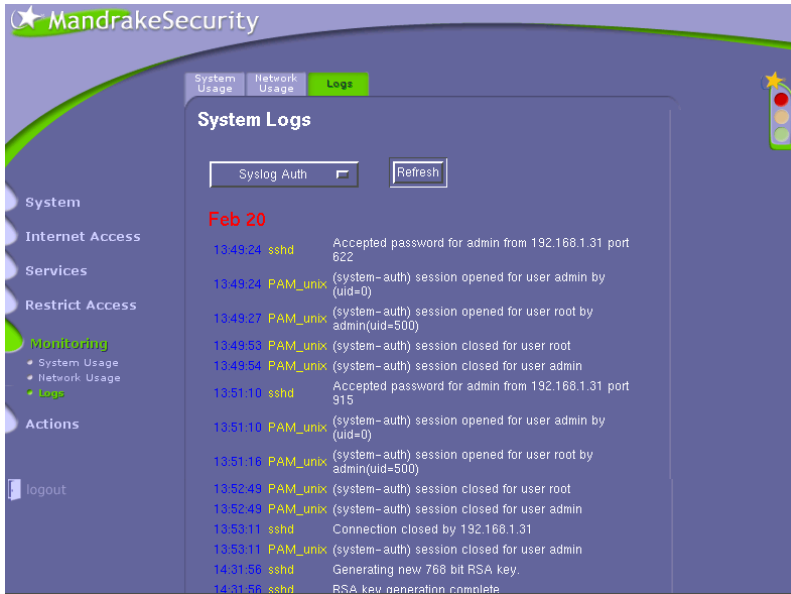 MandrakeSecurity
System Usage
Network Usage
Logs
System Logs
Syslog Auth
Refresh
System
Internet Access
Services
Restrict Access
Monitoring
System Usage
Network Usage
Logs
Actions
logout
Feb 20
13:49:24 sshd Accepted password for admin from 192.168.1.31 port
622
13:49:24 PAM_unix (system-auth) session opened for user admin by
(uid=0)
13:49:27 PAM_unix (system-auth) session opened for user root by
admin(uid=500)
13:49:53 PAM_unix (system-auth) session closed for user root
13:49:54 PAM_unix (system-auth) session closed for user admin
13:51:10 sshd Accepted password for admin from 192.168.1.31 port
915
13:51:10 PAM_unix (system-auth) session opened for user admin by
(uid=0)
13:51:16 PAM_unix (system-auth) session opened for user root by
admin(uid=500)
13:52:49 PAM_unix (system-auth) session closed for user root
13:52:49 PAM_unix (system-auth) session closed for user admin
13:53:11 sshd Connection closed by 192.168.1.31
13:53:11 PAM_unix (system-auth) session closed for user admin
14:31:56 sshd Generating new 768 bit RSA key.
14:31:56 sshd RSA key generation complete